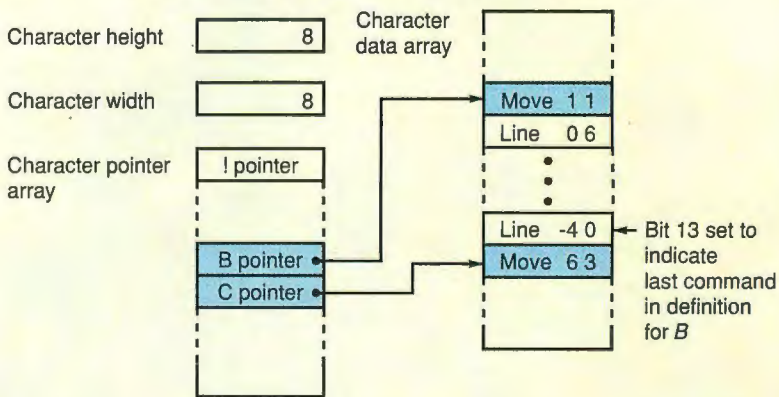 Character height
8
Character
data array
Character width
8
Character pointer
array
! pointer
B pointer
C pointer
Move 1 1
Line 0 6
Line -4 0
Move 6 3
Bit 13 set to
indicate
last command
in definition
for B